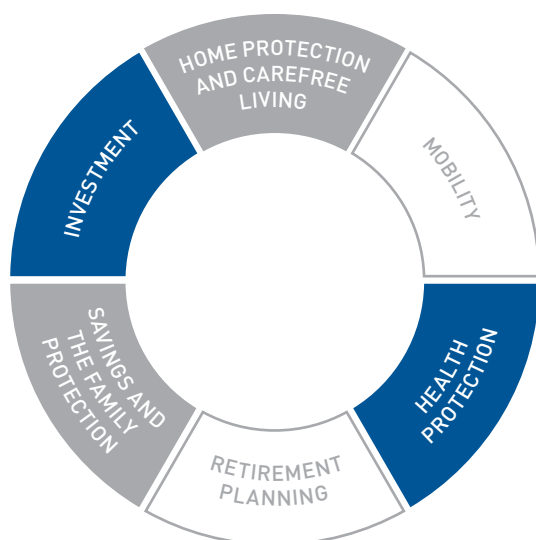 HOME PROTECTION
AND CAREFREE
LIVING
MOBILITY
HEALTH
PROTECTION
RETIREMENT
PLANNING
SAVINGS AND
THE FAMILY
PROTECTION
INVESTMENT